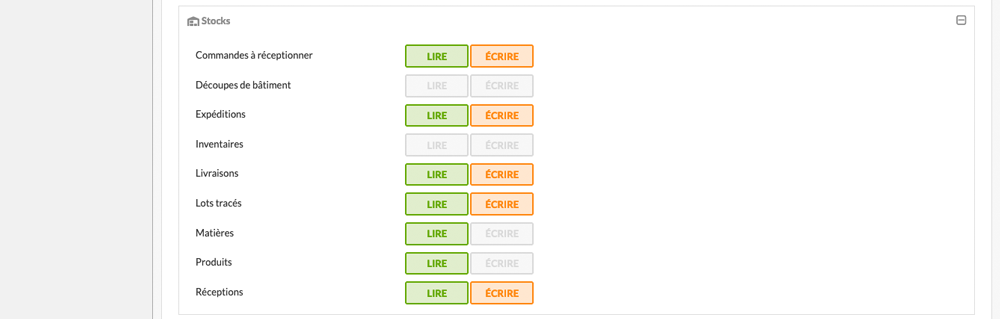 Stocks
Commandes à réceptionner LIRE ÉCRIRE
Découpes de bâtiment LIRE ÉCRIRE
Expéditions LIRE ÉCRIRE
Inventaires LIRE ÉCRIRE
Livraisons LIRE ÉCRIRE
Lots tracés LIRE ÉCRIRE
Matières LIRE ÉCRIRE
Produits LIRE ÉCRIRE
Réceptions LIRE ÉCRIRE